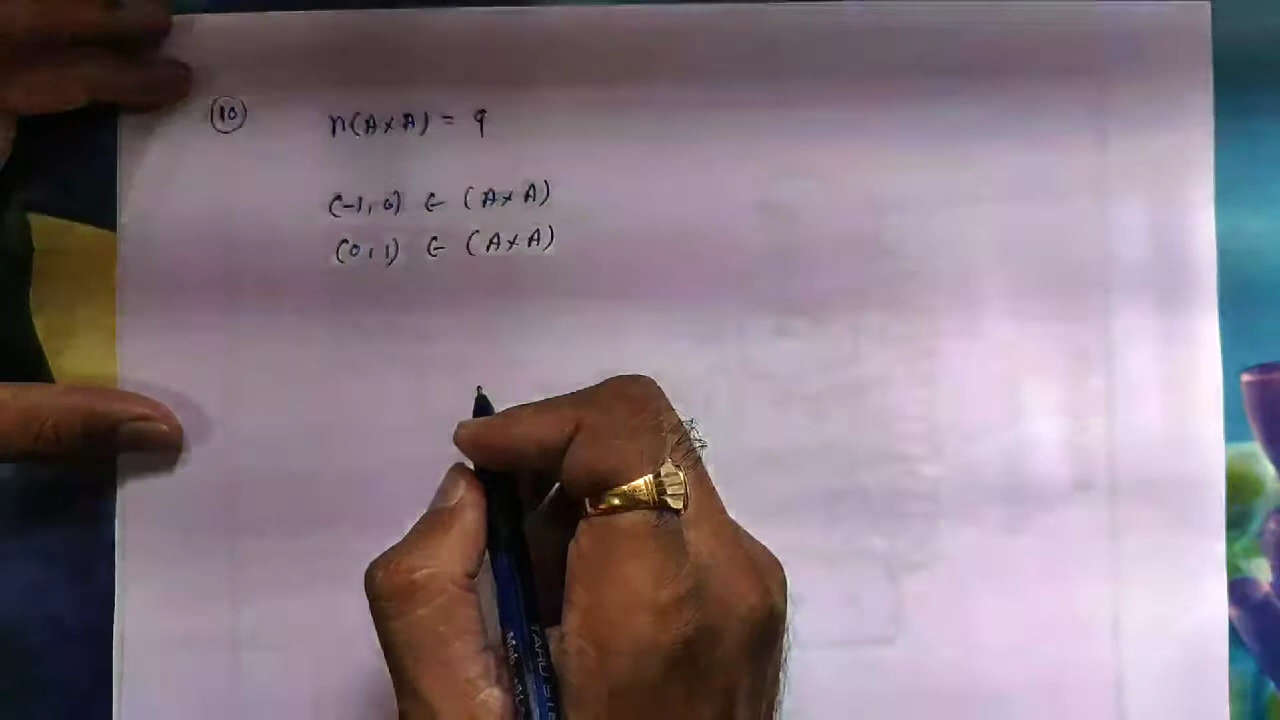 10 n(A×A) = 9
(-1, 0) ∈ (A×A)
(0, 1) ∈ (A×A)